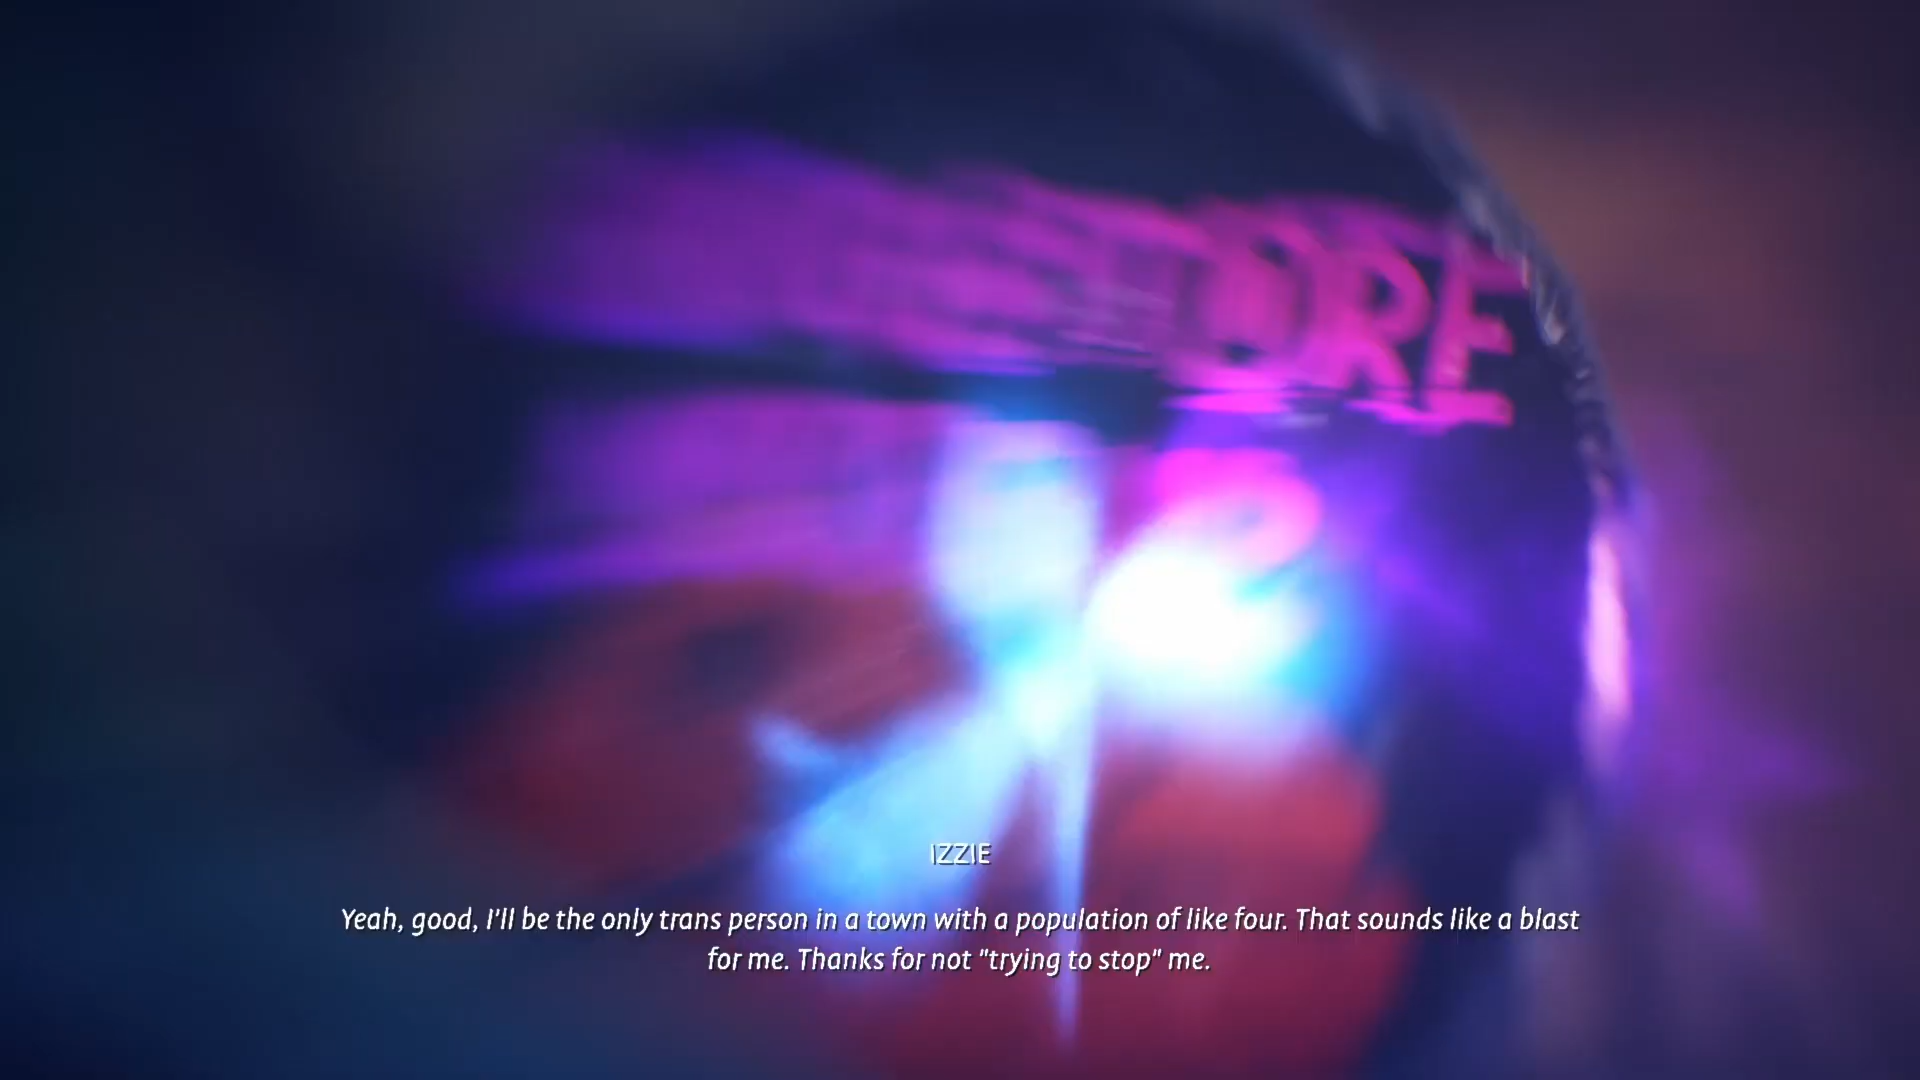 ORE
IZZIE
Yeah, good, I'll be the only trans person in a town with a population of like four. That sounds like a blast
for me. Thanks for not "trying to stop" me.